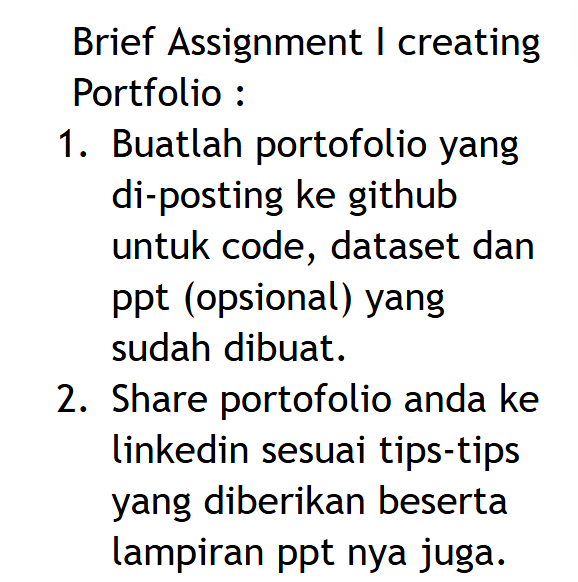 Brief Assignment I creating
Portfolio :
1. Buatlah portofolio yang
di-posting ke github
untuk code, dataset dan
ppt (opsional) yang
sudah dibuat.
2. Share portofolio anda ke
linkedin sesuai tips-tips
yang diberikan beserta
lampiran ppt nya juga.